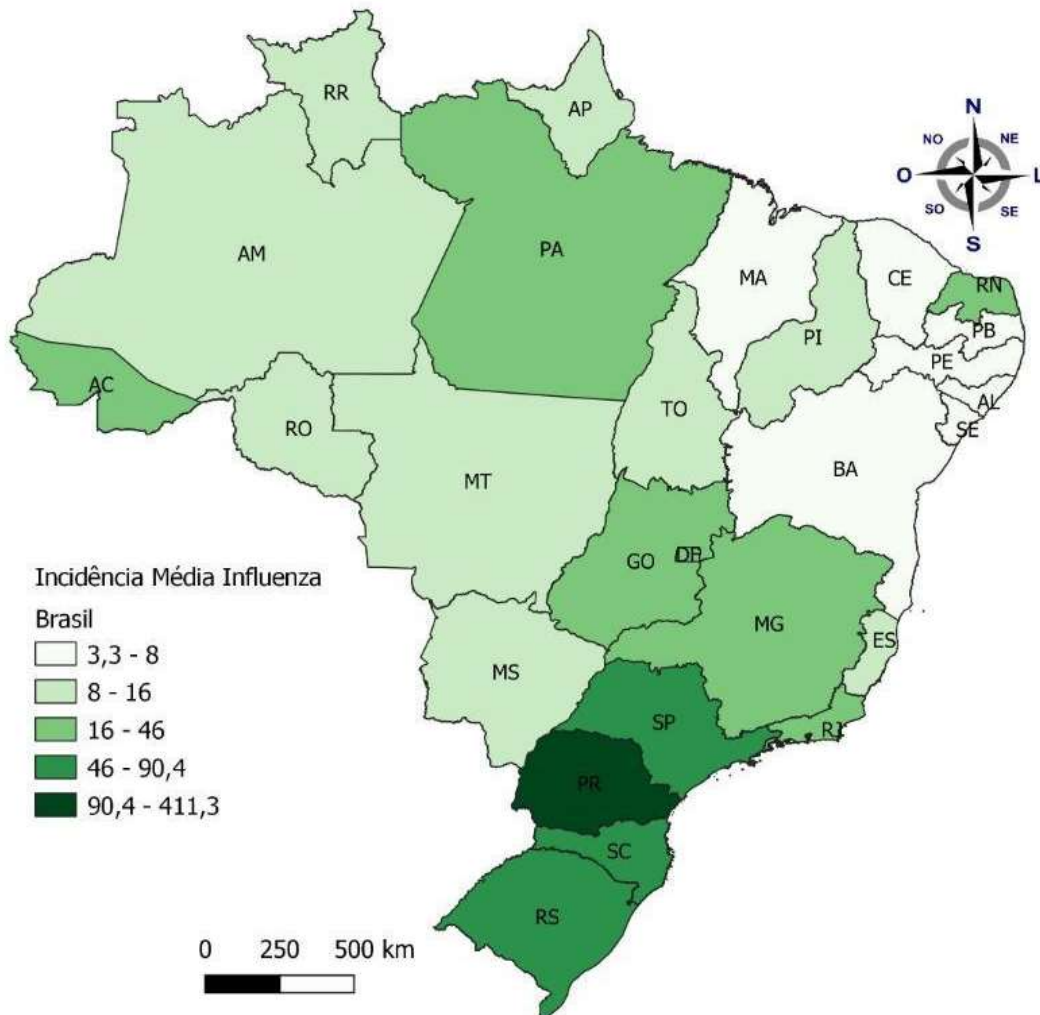 RR
AP
N
NO
NE
O
L
SO
SE
S
AM
PA
MA
CE
RN
PB
PI
PE
AC
TO
AL
RO
SE
BA
MT
GO
DF
MG
ES
MS
SP
RJ
PR
SC
RS
Incidência Média Influenza
Brasil
3,3 - 8
8 - 16
16 - 46
46 - 90,4
90,4 - 411,3
0 250 500 km